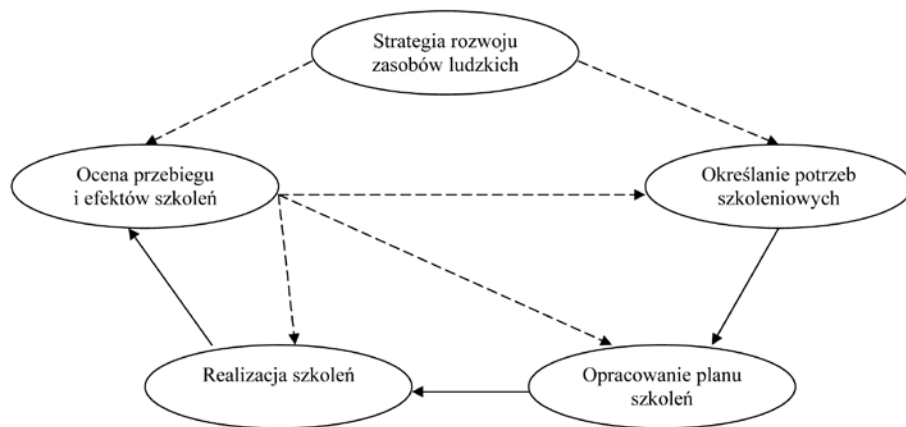 Strategia rozwoju
zasobów ludzkich
Ocena przebiegu
i efektów szkoleń
Określanie potrzeb
szkoleniowych
Realizacja szkoleń
Opracowanie planu
szkoleń